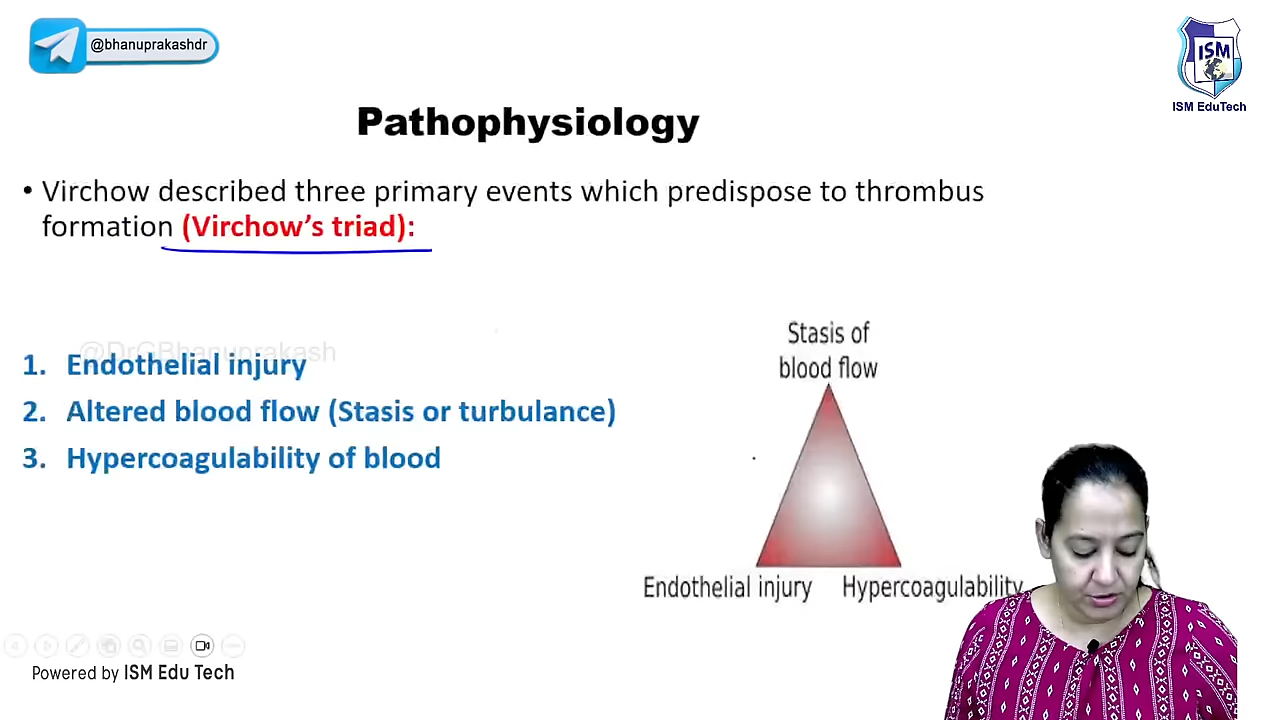 @bhanuprakashdr
ISM
ISM EduTech
Pathophysiology
• Virchow described three primary events which predispose to thrombus
formation (Virchow’s triad):
@DrGBhanuprakash
1. Endothelial injury
2. Altered blood flow (Stasis or turbulance)
3. Hypercoagulability of blood
Stasis of
blood flow
Endothelial injury
Hypercoagulability
Powered by ISM Edu Tech